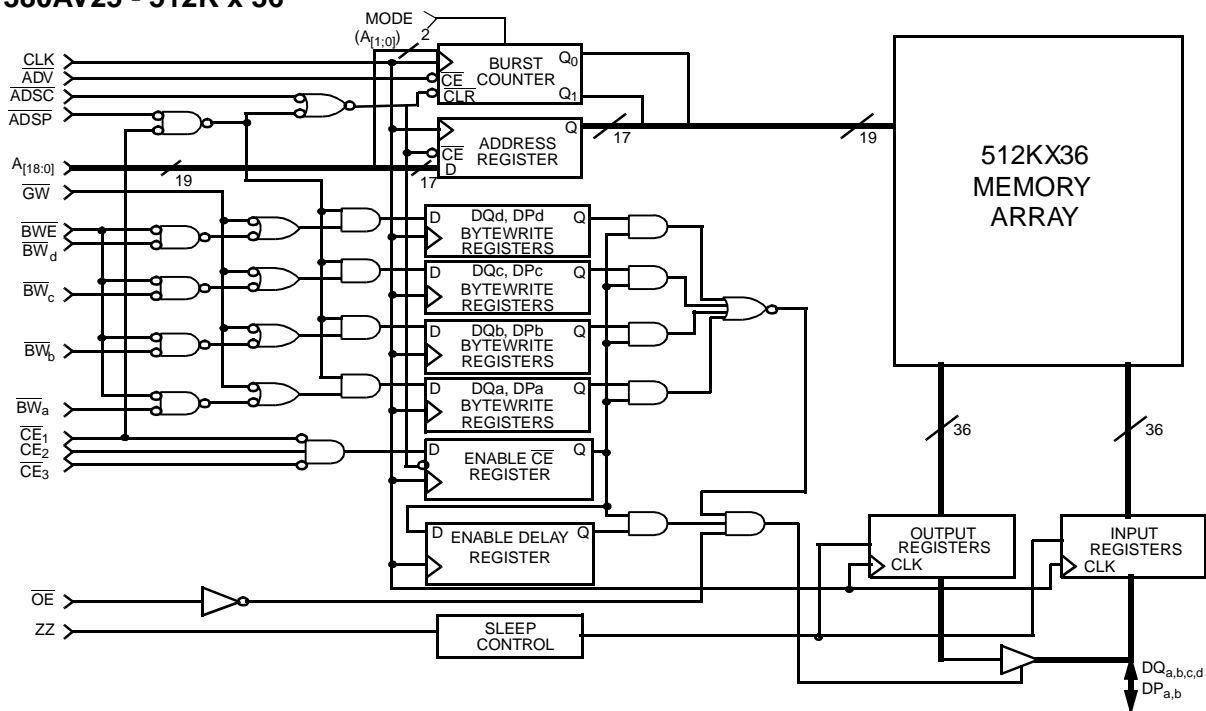 380AV25 - 512K x 36
MODE
(A[1;0])
2
CLK
ADV
ADSC
ADSP
A[18:0]
GW
BWE
BWd
BWc
BWb
BWa
CE1
CE2
CE3
OE
ZZ
BURST
COUNTER
CE
CLR
Q0
Q1
ADDRESS
REGISTER
CE
D
Q
17
19
17
19
D
DQd, DPd
BYTEWRITE
REGISTERS
Q
D
DQc, DPc
BYTEWRITE
REGISTERS
Q
D
DQb, DPb
BYTEWRITE
REGISTERS
Q
D
DQa, DPa
BYTEWRITE
REGISTERS
Q
D
ENABLE CE
REGISTER
Q
D
ENABLE DELAY
REGISTER
Q
SLEEP
CONTROL
512KX36
MEMORY
ARRAY
36
36
OUTPUT
REGISTERS
CLK
INPUT
REGISTERS
CLK
DQa,b,c,d
DPa,b